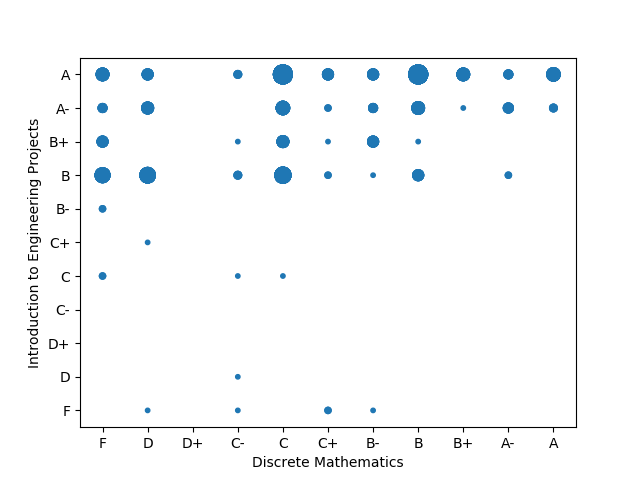 A
A-
B+
B
B-
C+
C
C-
D+
D
F
Introduction to Engineering Projects
F D D+ C- C C+ B- B B+ A- A
Discrete Mathematics